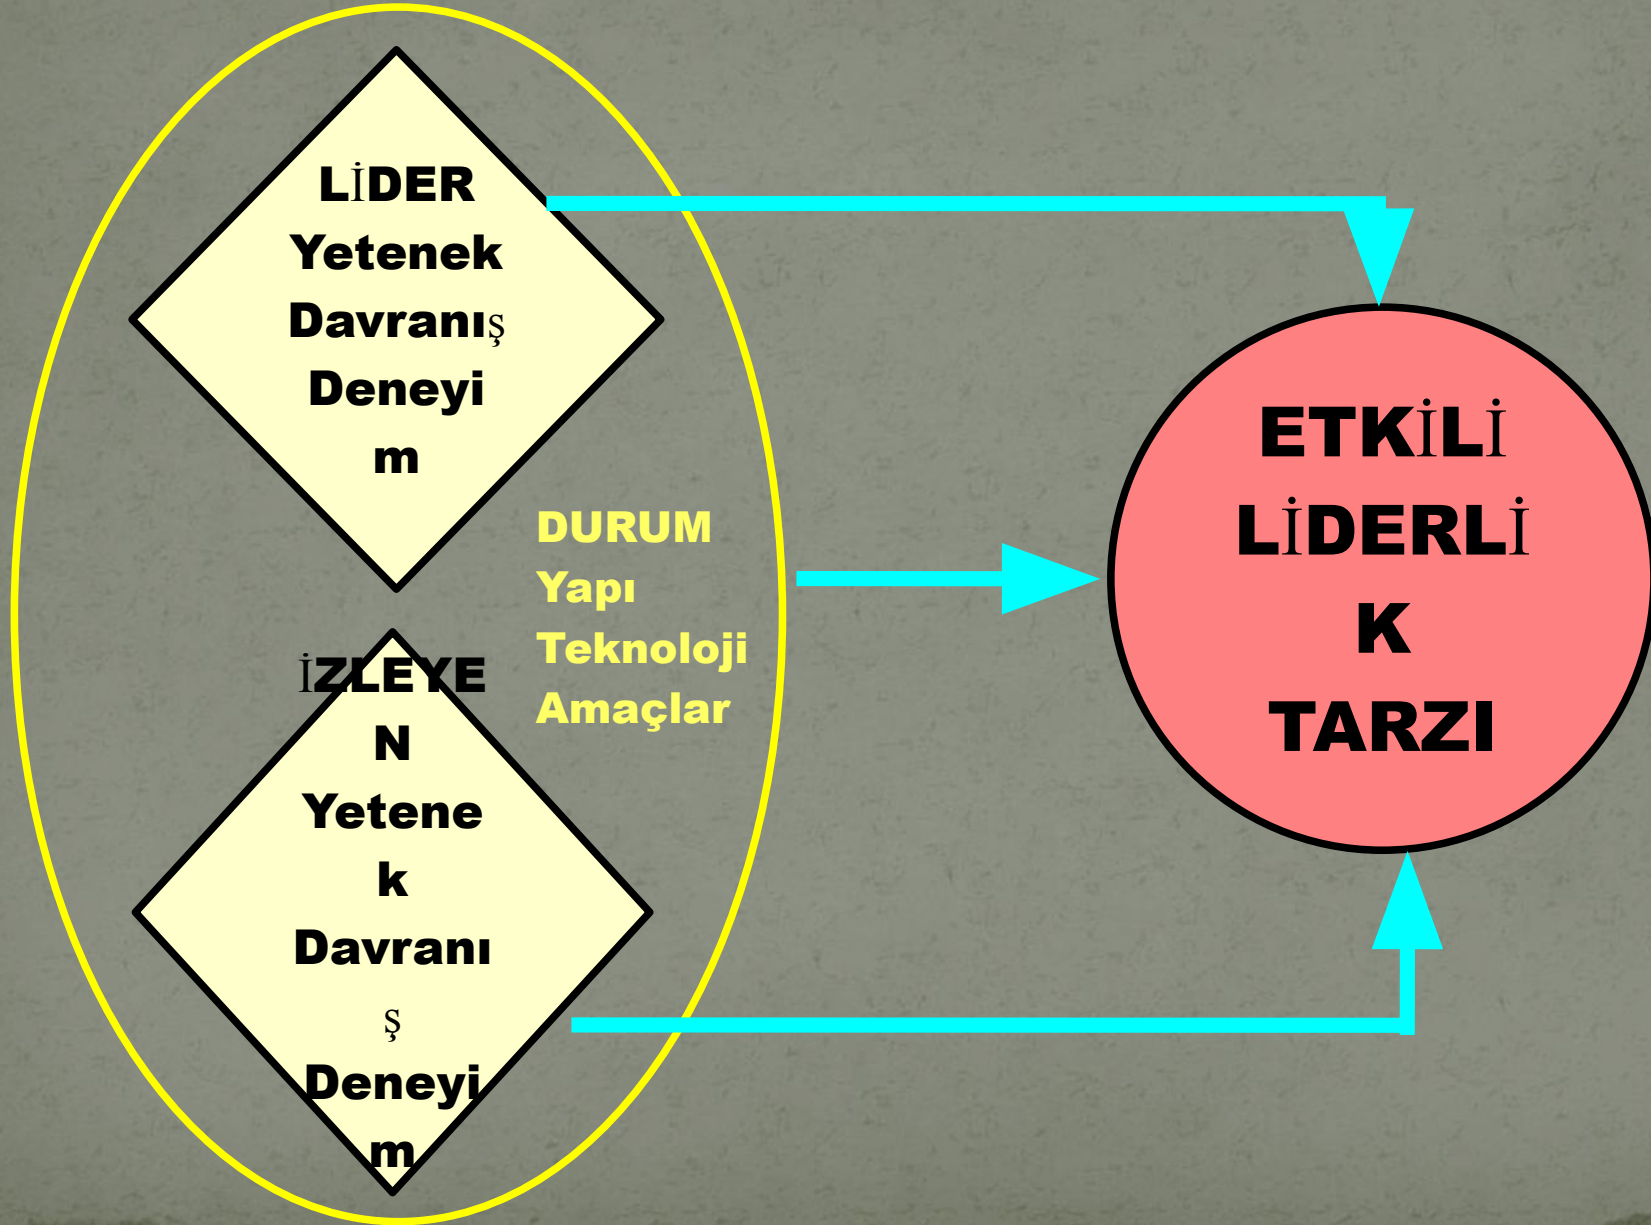 LİDER
Yetenek
Davranış
Deneyi
m
DURUM
Yapı
Teknoloji
Amaçlar
İZLEYE
N
Yetene
k
Davranı
ş
Deneyi
m
ETKİLİ
LİDERLİ
K
TARZI